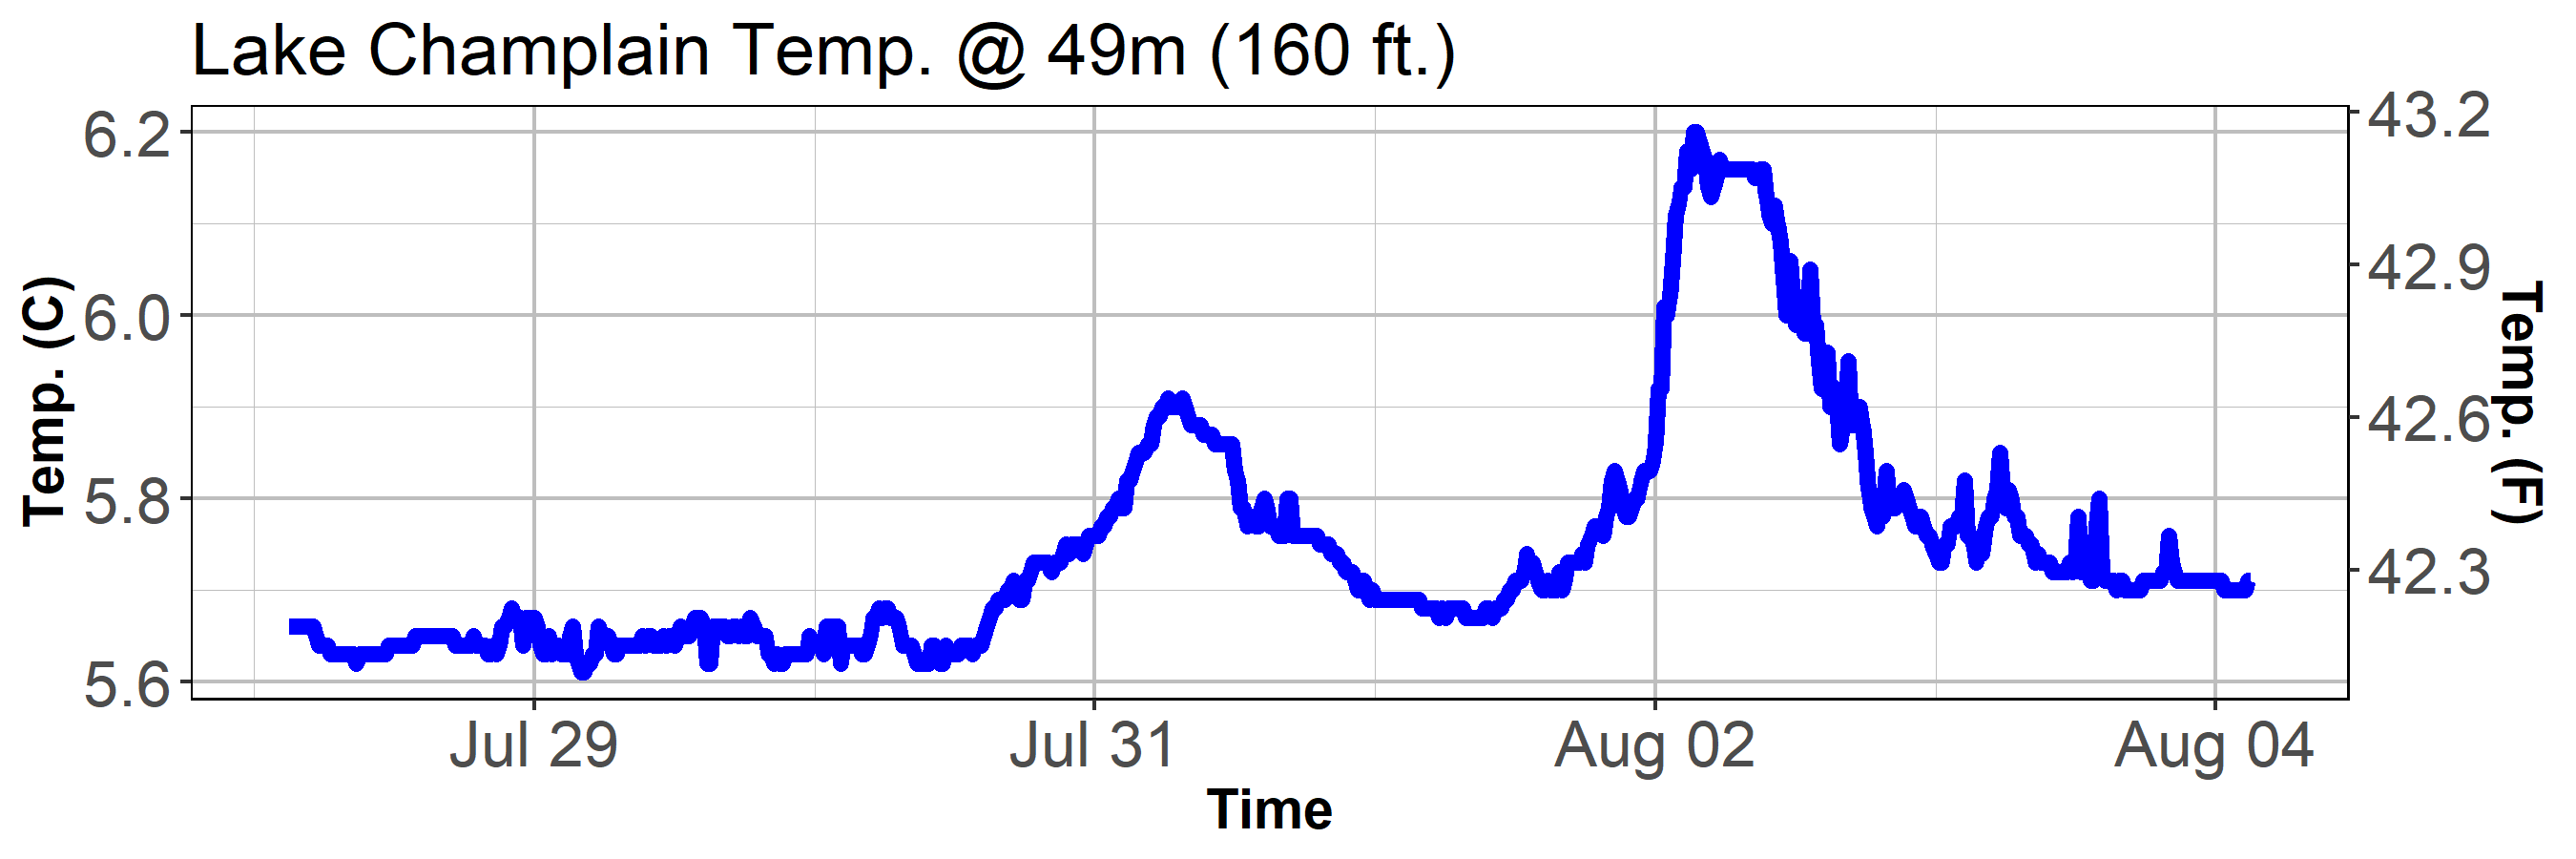 Lake Champlain Temp. @ 49m (160 ft.)
Temp. (C)
6.2
6.0
5.8
5.6
43.2
42.9
42.6
42.3
Temp. (F)
Jul 29
Jul 31
Aug 02
Aug 04
Time